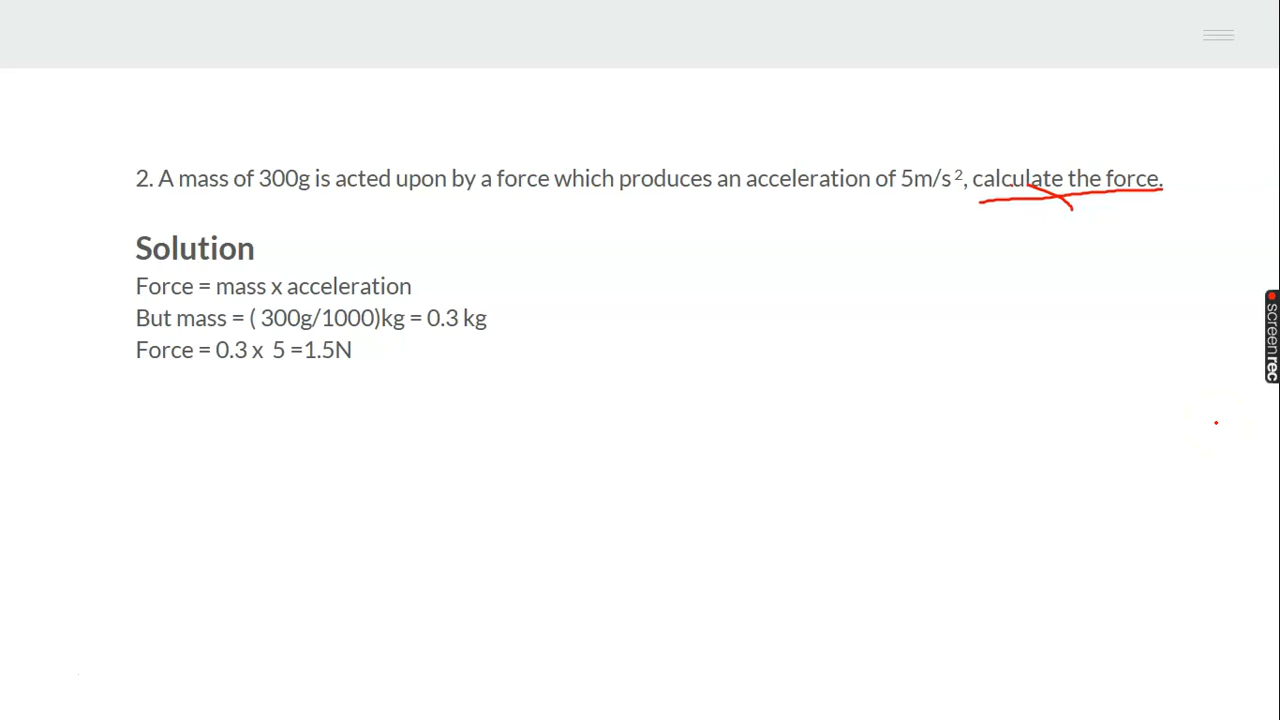 2. A mass of 300g is acted upon by a force which produces an acceleration of 5m/s², calculate the force.
Solution
Force = mass x acceleration
But mass = ( 300g/1000)kg = 0.3 kg
Force = 0.3 x  5 =1.5N
screenrec